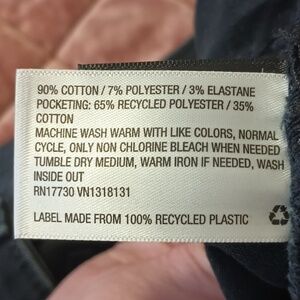 90% COTTON / 7% POLYESTER / 3% ELASTANE
POCKETING: 65% RECYCLED POLYESTER / 35%
COTTON
MACHINE WASH WARM WITH LIKE COLORS, NORMAL
CYCLE, ONLY NON CHLORINE BLEACH WHEN NEEDED
TUMBLE DRY MEDIUM, WARM IRON IF NEEDED, WASH
INSIDE OUT
RN17730 VN1318131
LABEL MADE FROM 100% RECYCLED PLASTIC